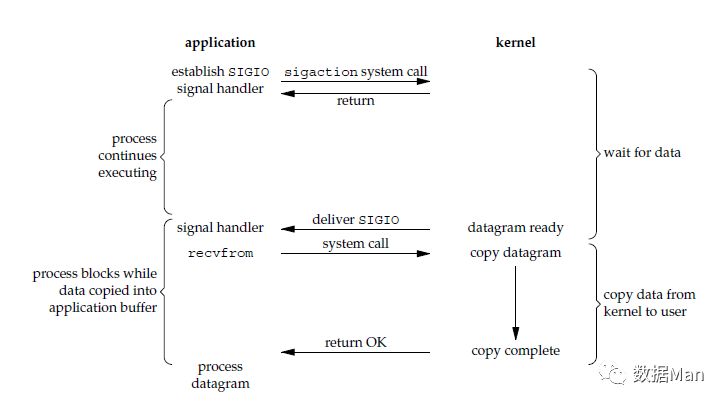 application
kernel
establish SIGIO
sigaction system call
signal handler
return
process
continues
executing
wait for data
signal handler
deliver SIGIO
datagram ready
recvfrom
system call
copy datagram
process blocks while
data copied into
application buffer
copy data from
kernel to user
return OK
copy complete
process
datagram
数据Man